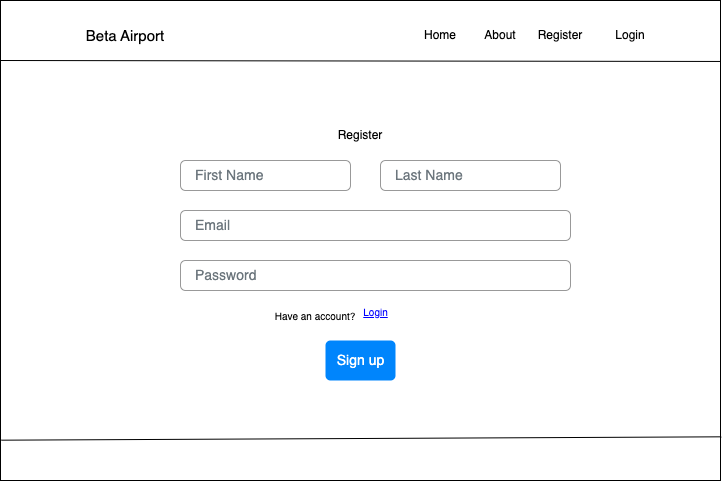 Beta Airport Home About Register Login
Register
First Name Last Name
Email
Password
Have an account? Login
Sign up